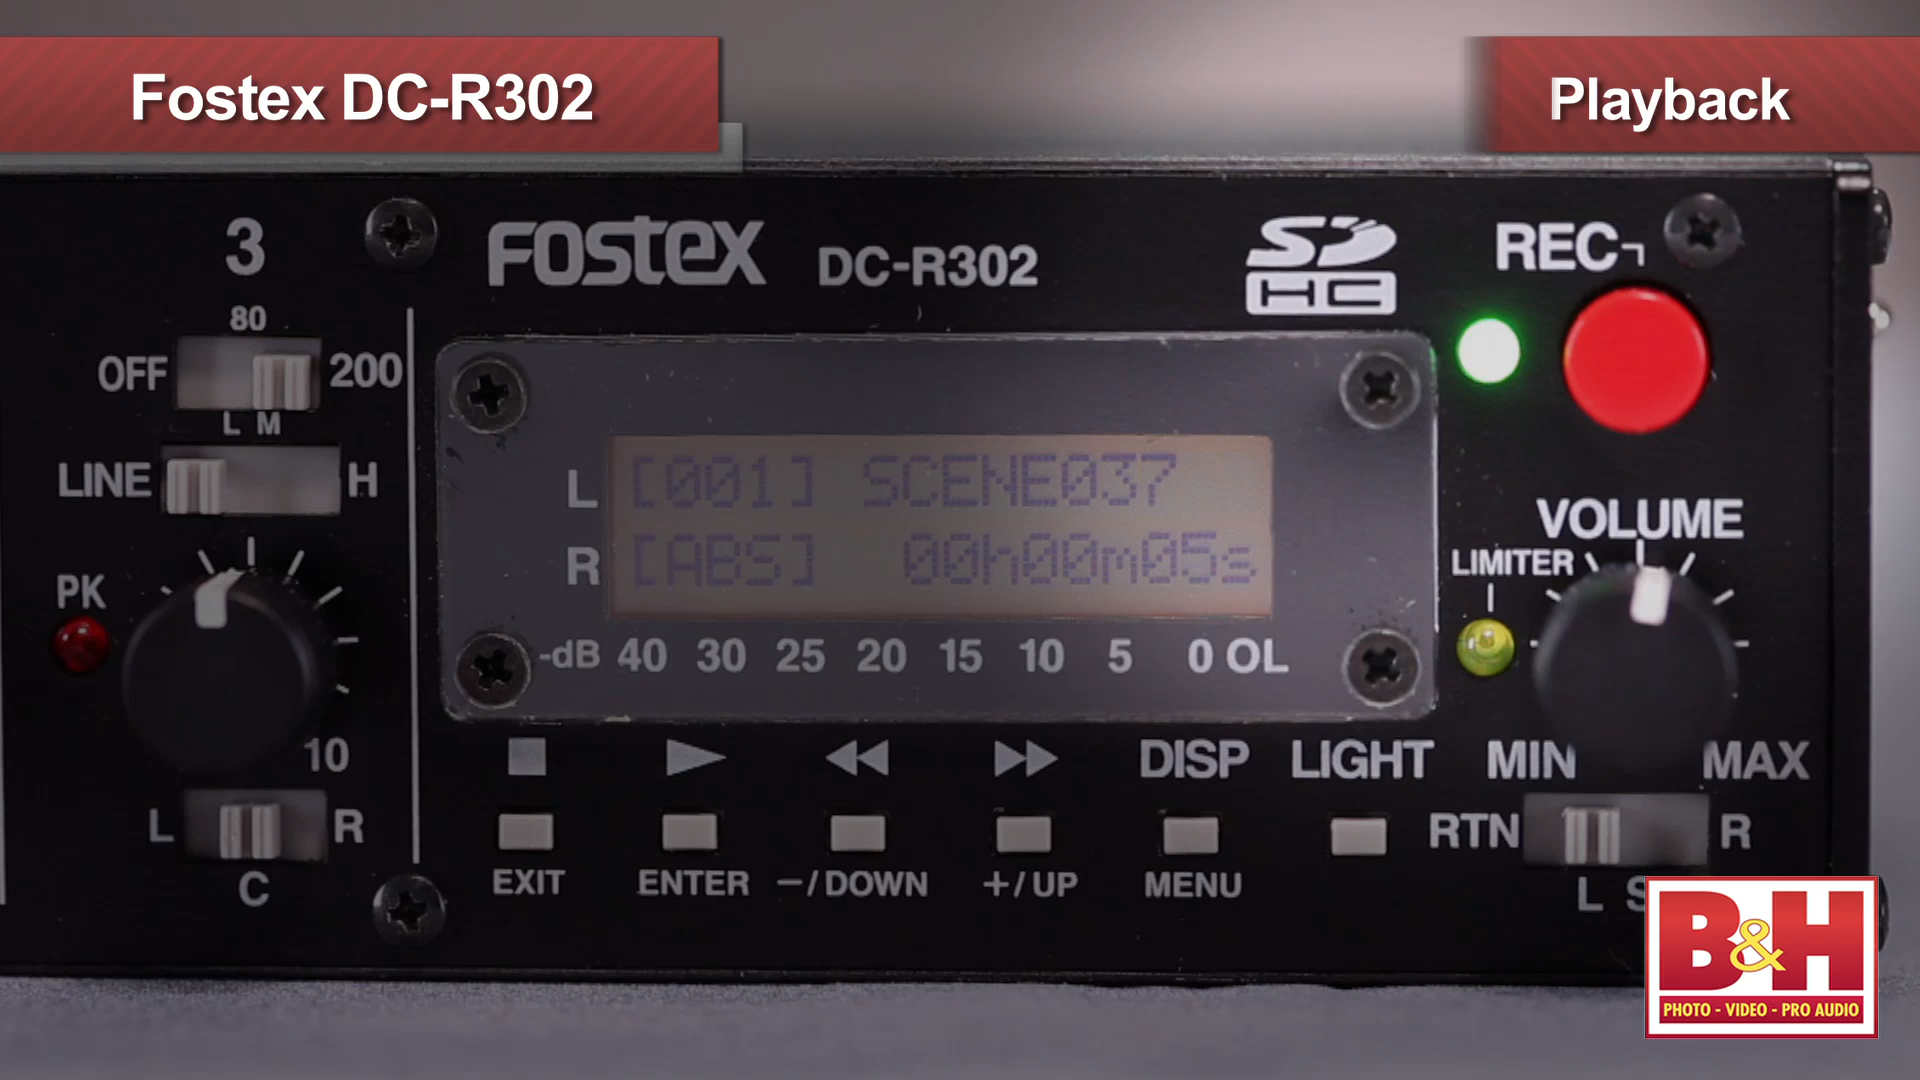 Fostex DC-R302
Playback
3
FOSTEX DC-R302
SD
HC
REC
80
OFF 200
L M
LINE H
PK
10
L R
C
L [001] SCENE037
R [ABS] 00h00m05s
-dB 40 30 25 20 15 10 5 0 OL
VOLUME
LIMITER
MIN MAX
DISP LIGHT
EXIT ENTER －/DOWN +/UP MENU
RTN R
L S
B&H
PHOTO - VIDEO - PRO AUDIO